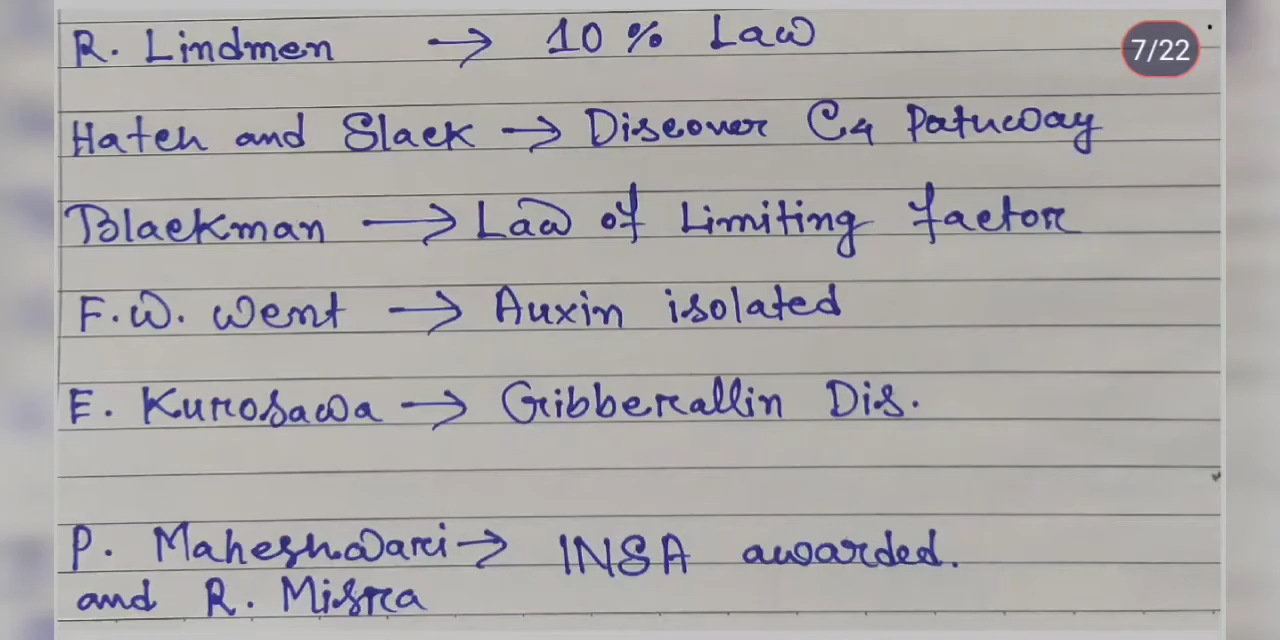 R. Lindmen → 10% Law
7/22
Hatch and Slack → Discover C4 Pathway
Blackman → Law of Limiting factor
F.W. Went → Auxin isolated
E. Kurosawa → Gibberallin Dis.
P. Maheshwari → INSA awarded.
and R. Misra